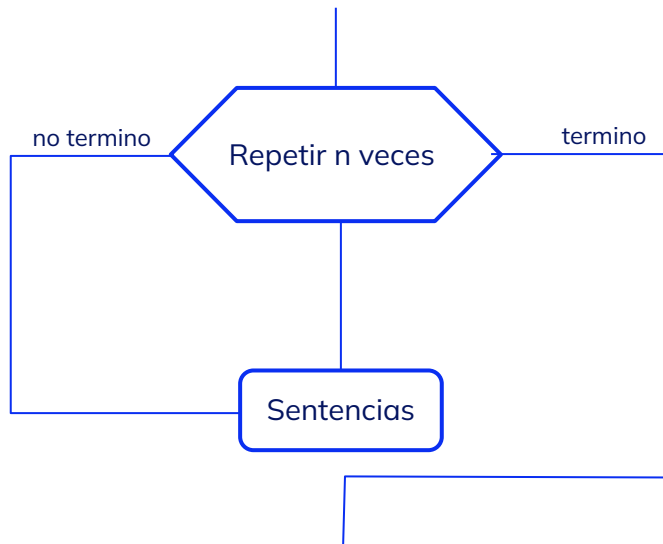 no termino
Repetir n veces
termino
Sentencias